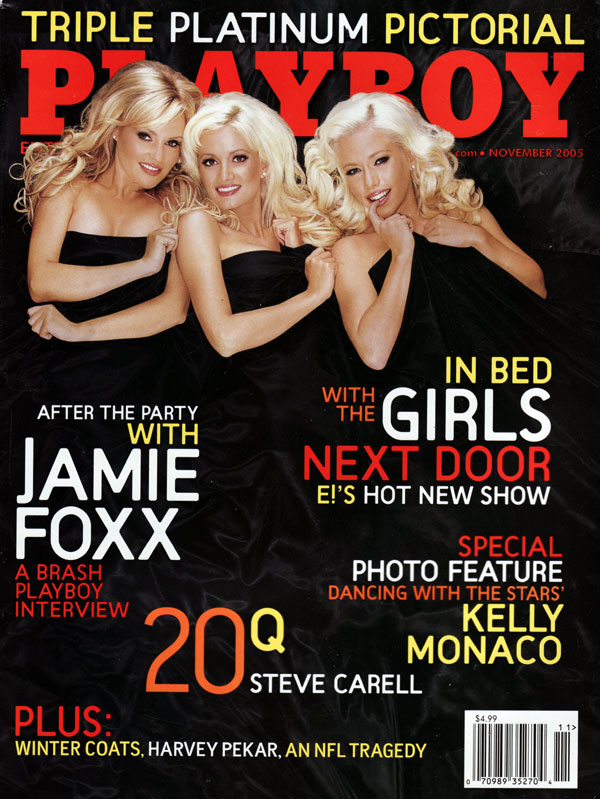 TRIPLE PLATINUM PICTORIAL
PLAYBOY
.com • NOVEMBER 2005
IN BED
WITH THE GIRLS
NEXT DOOR
E!'S HOT NEW SHOW
AFTER THE PARTY
WITH
JAMIE
FOXX
A BRASH
PLAYBOY
INTERVIEW
SPECIAL
PHOTO FEATURE
DANCING WITH THE STARS'
KELLY
MONACO
20Q
STEVE CARELL
PLUS:
WINTER COATS, HARVEY PEKAR, AN NFL TRAGEDY
$4.99
11>
0 70989 35270 4